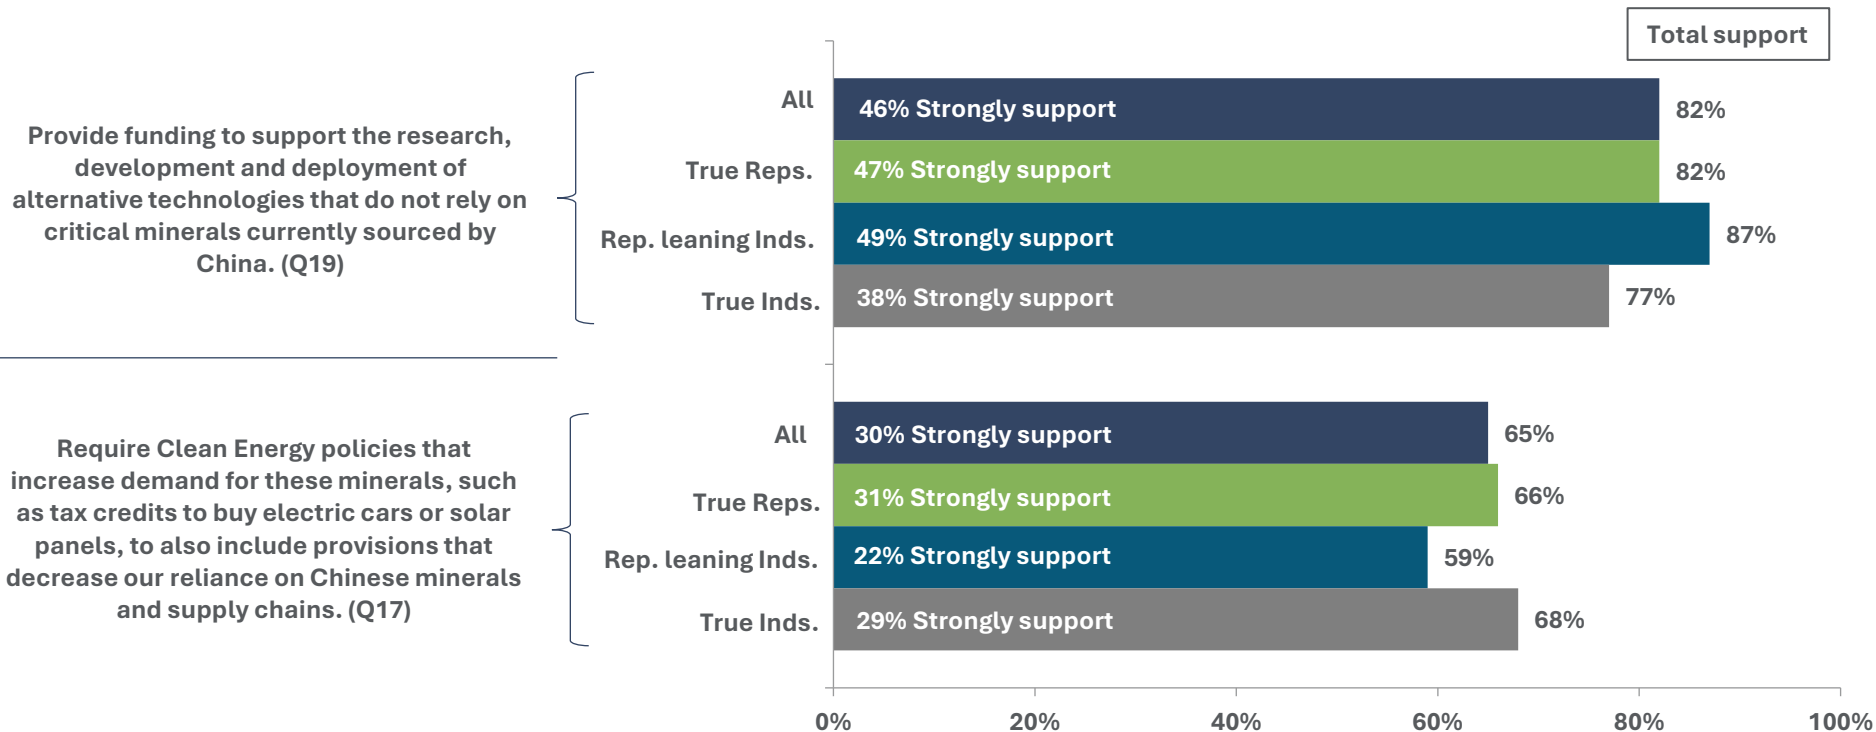 Total support
Provide funding to support the research,
development and deployment of
alternative technologies that do not rely on
critical minerals currently sourced by
China. (Q19)
All
46% Strongly support
82%
True Reps.
47% Strongly support
82%
Rep. leaning Inds.
49% Strongly support
87%
True Inds.
38% Strongly support
77%
Require Clean Energy policies that
increase demand for these minerals, such
as tax credits to buy electric cars or solar
panels, to also include provisions that
decrease our reliance on Chinese minerals
and supply chains. (Q17)
All
30% Strongly support
65%
True Reps.
31% Strongly support
66%
Rep. leaning Inds.
22% Strongly support
59%
True Inds.
29% Strongly support
68%
0%
20%
40%
60%
80%
100%